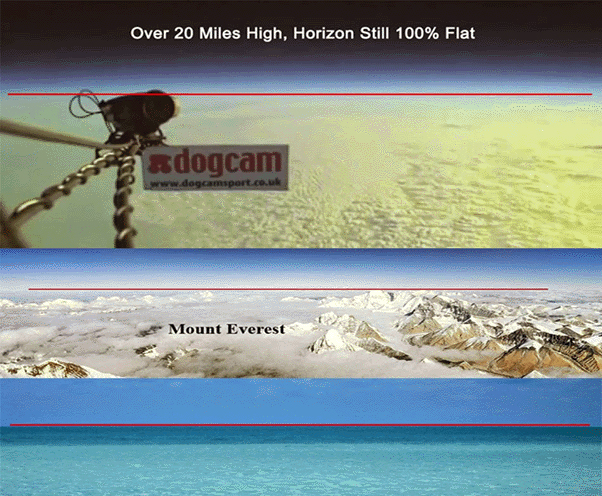 Over 20 Miles High, Horizon Still 100% Flat
dogcam
www.dogcamsport.co.uk
Mount Everest